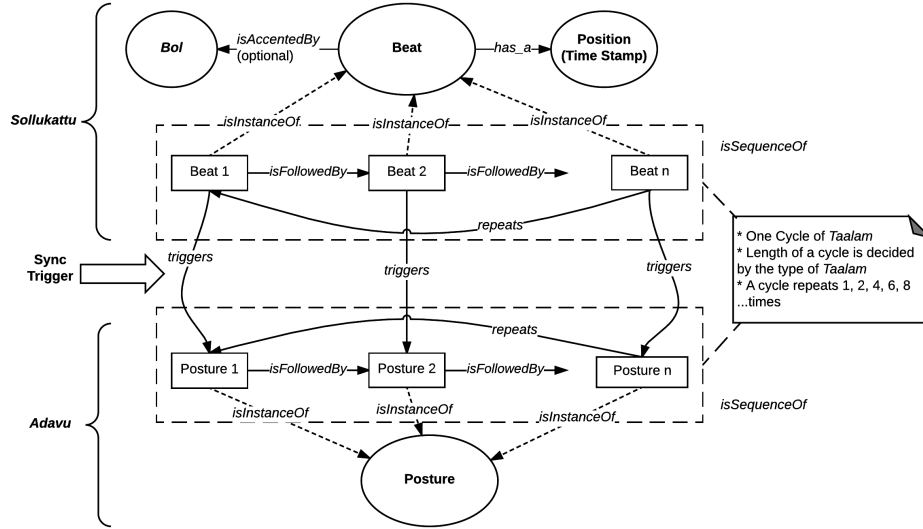 Bol
isAccentedBy
(optional)
Beat
has_a
Position
(Time Stamp)
Sollukattu
isInstanceOf
isInstanceOf
isInstanceOf
isSequenceOf
Beat 1
isFollowedBy
Beat 2
isFollowedBy
Beat n
repeats
* One Cycle of Taalam
* Length of a cycle is decided
by the type of Taalam
* A cycle repeats 1, 2, 4, 6, 8
...times
Sync
Trigger
triggers
triggers
triggers
repeats
Posture 1
isFollowedBy
Posture 2
isFollowedBy
Posture n
isInstanceOf
isInstanceOf
isInstanceOf
isSequenceOf
Adavu
Posture